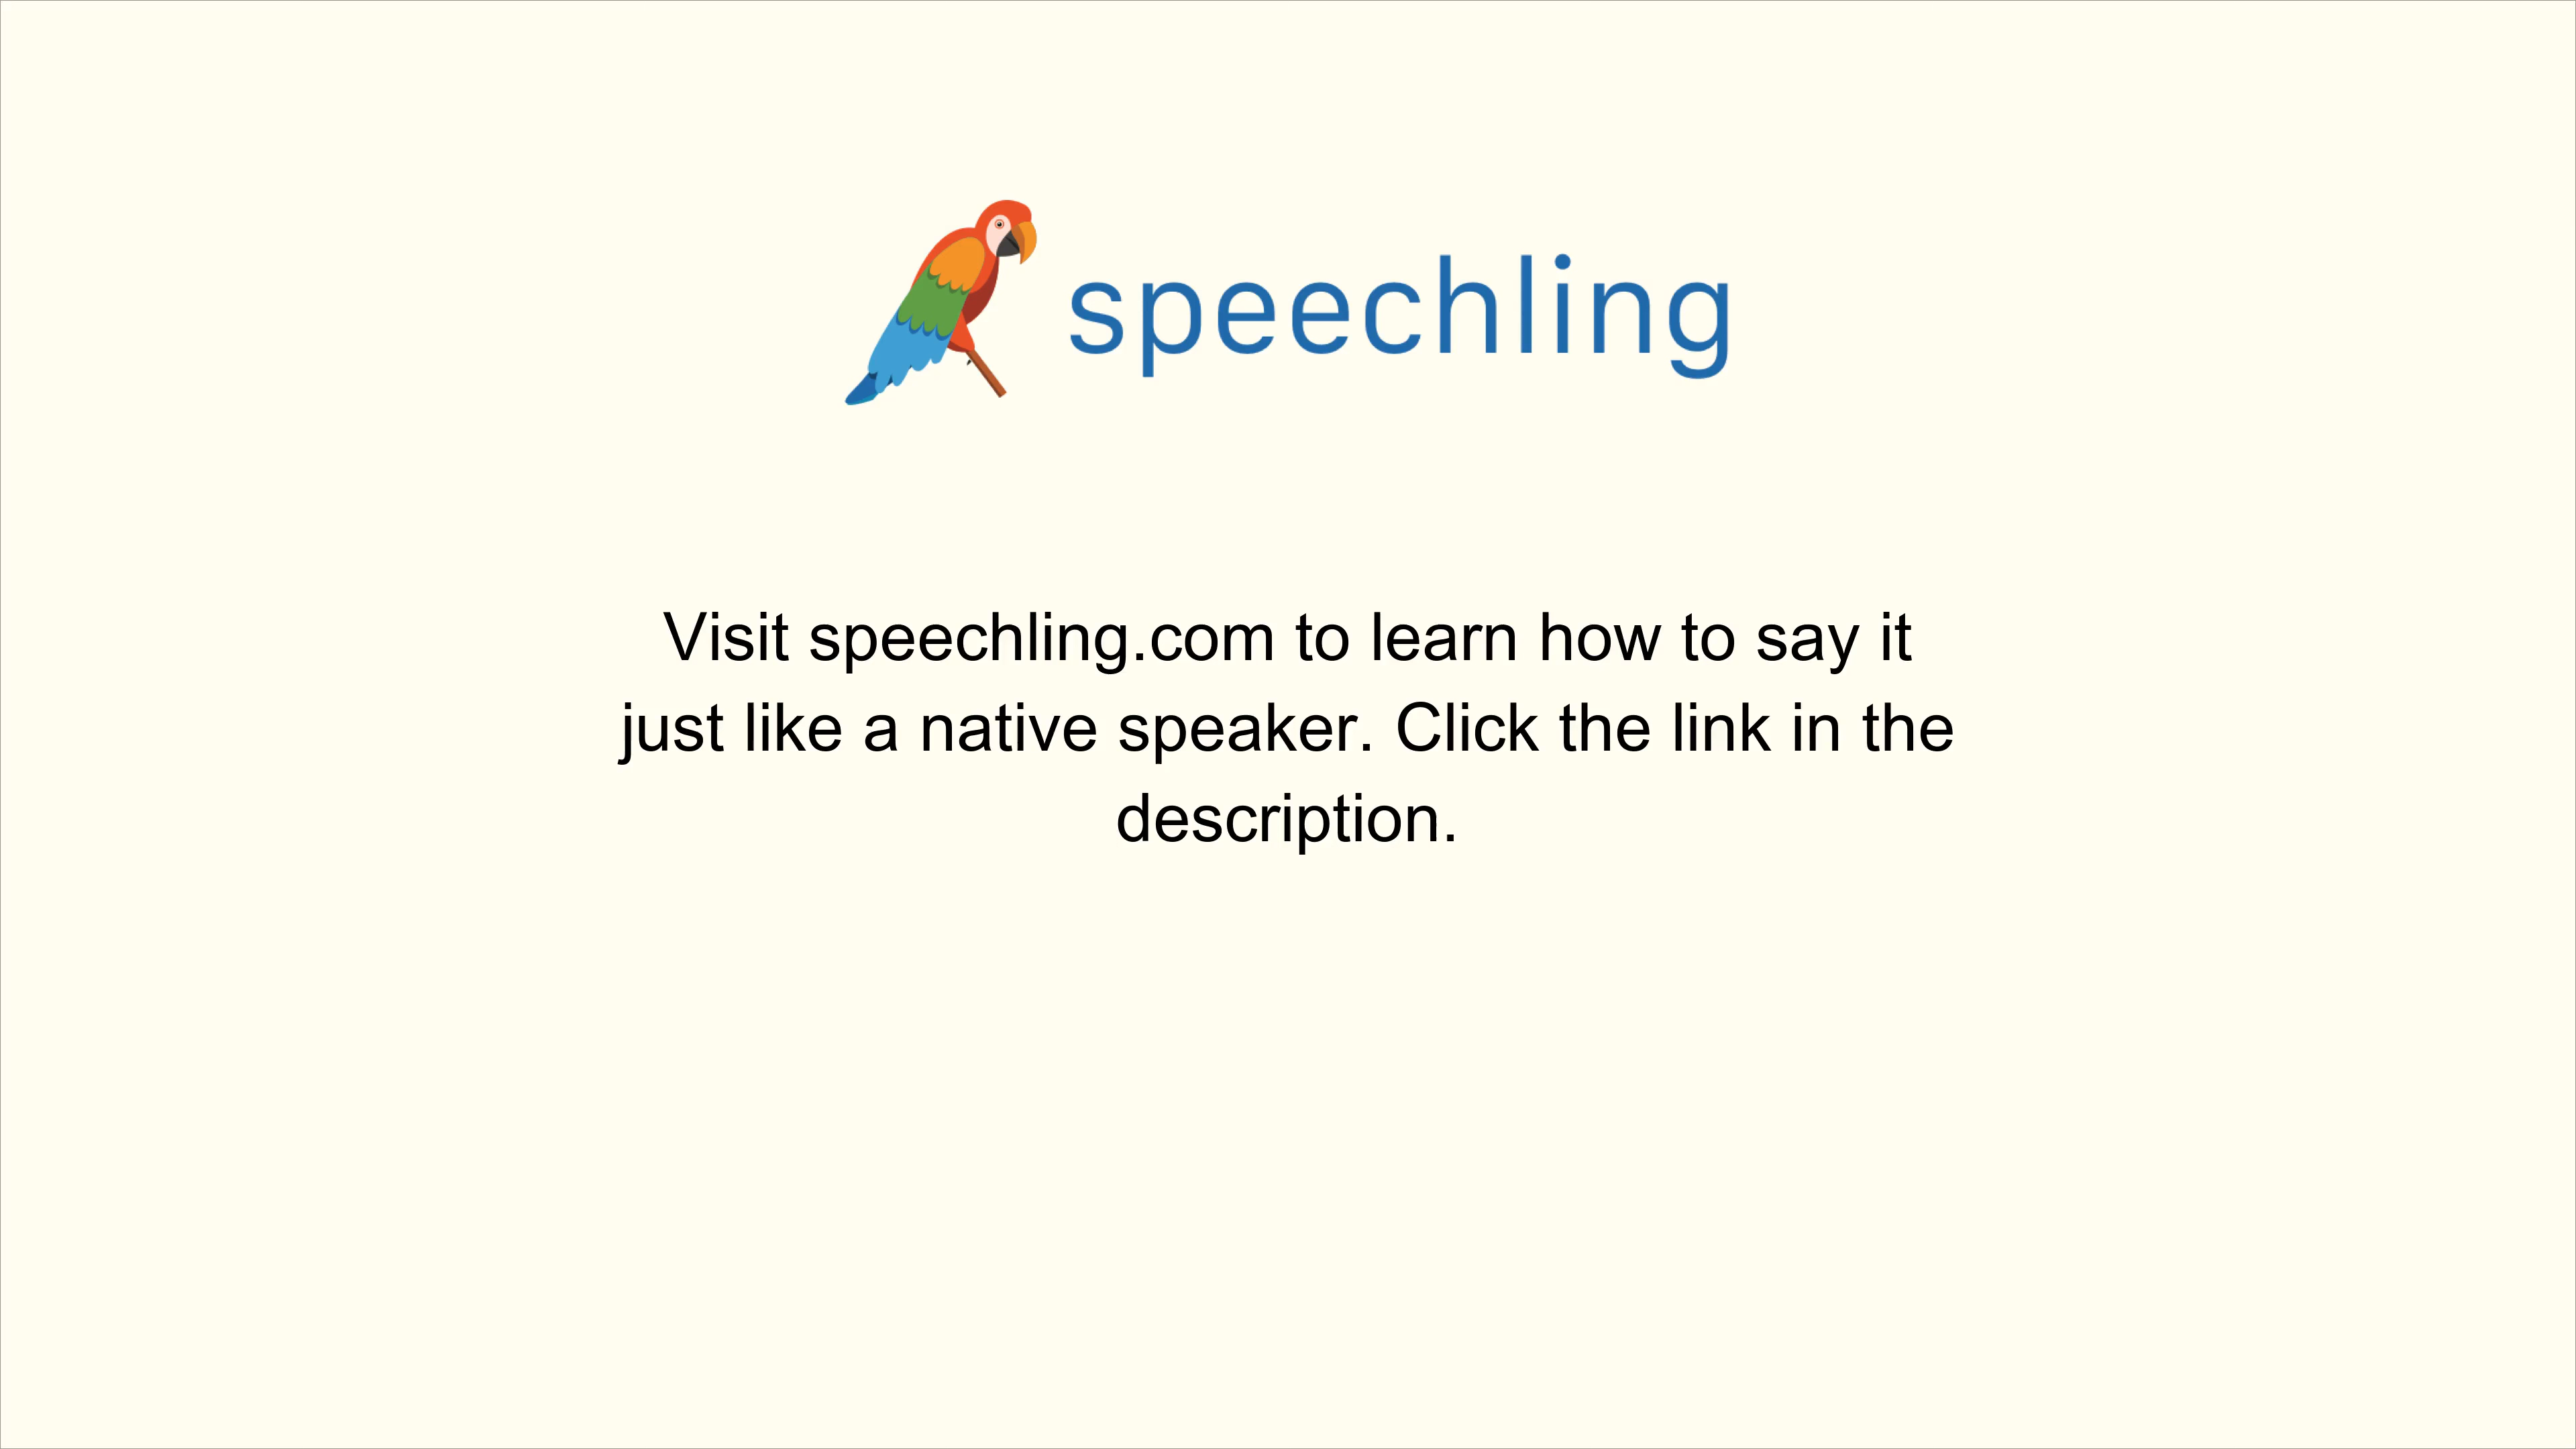 speechling
Visit speechling.com to learn how to say it
just like a native speaker. Click the link in the
description.